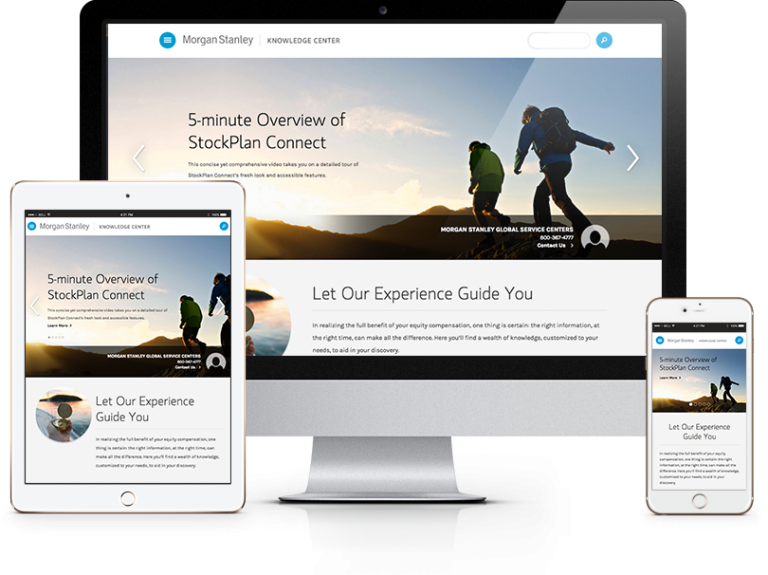 Morgan Stanley | KNOWLEDGE CENTER
5-minute Overview of
StockPlan Connect
This concise yet comprehensive video takes you on a detailed tour of
StockPlan Connect's fresh look and accessible features.
MORGAN STANLEY GLOBAL SERVICE CENTERS
800-367-4777
Contact Us >
Let Our Experience Guide You
In realizing the full benefit of your equity compensation, one thing is certain: the right information, at
the right time, can make all the difference. Here you'll find a wealth of knowledge, customized to your
needs, to aid in your discovery.
4:21 PM
Morgan Stanley | KNOWLEDGE CENTER
5-minute Overview of
StockPlan Connect
This concise yet comprehensive video takes you on a detailed tour of
StockPlan Connect's fresh look and accessible features.
Learn More >
MORGAN STANLEY GLOBAL SERVICE CENTERS
800-367-4777
Contact Us >
Let Our Experience
Guide You
In realizing the full benefit of your equity compensation, one
thing is certain: the right information, at the right time, can
make all the difference. Here you'll find a wealth of knowledge,
customized to your needs, to aid in your discovery.
4:21 PM
Morgan Stanley | KNOWLEDGE CENTER
5-minute Overview of
StockPlan Connect
Learn More >
Let Our Experience
Guide You
In realizing the full benefit of your equity
compensation, one thing is certain: the right
information, at the right time, can make all
the difference. Here you'll find a wealth of
knowledge, customized to your needs, to aid in your
discovery.